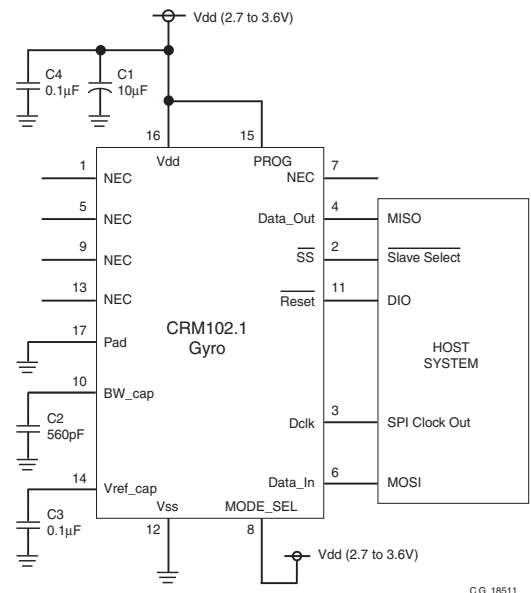 Vdd (2.7 to 3.6V)
C4
0.1µF
C1
10µF
16
15
Vdd
PROG
1
NEC
NEC
7
5
NEC
Data_Out
4
MISO
9
NEC
SS
2
Slave Select
13
NEC
Reset
11
DIO
CRM102.1
Gyro
17
Pad
HOST
SYSTEM
10
BW_cap
C2
560pF
Dclk
3
SPI Clock Out
14
Vref_cap
Data_In
6
MOSI
C3
0.1µF
Vss
MODE_SEL
12
8
Vdd (2.7 to 3.6V)
C.G. 18511